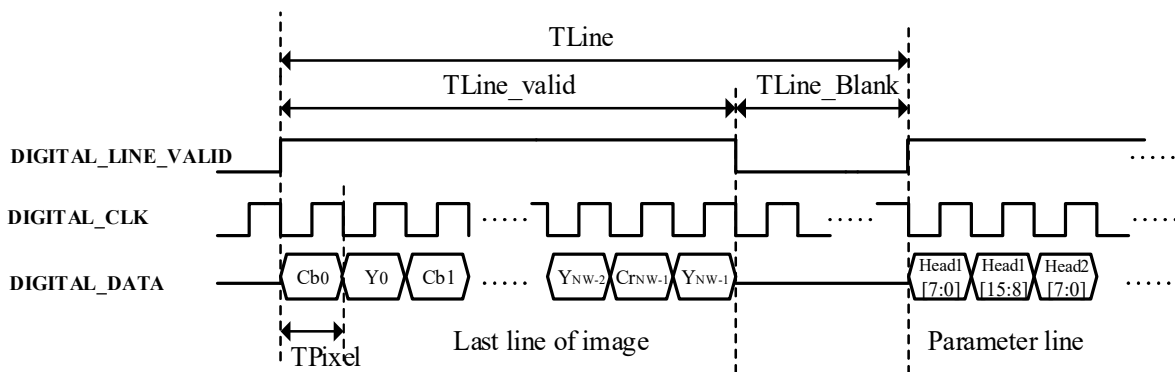 TLine
TLine_valid
TLine_Blank
DIGITAL_LINE_VALID
.....
DIGITAL_CLK
.....
.....
.....
DIGITAL_DATA
Cb0
Y0
Cb1
.....
YNW-2
CrNW-1
YNW-1
Head1
[7:0]
Head1
[15:8]
Head2
[7:0]
.....
TPixel
Last line of image
Parameter line